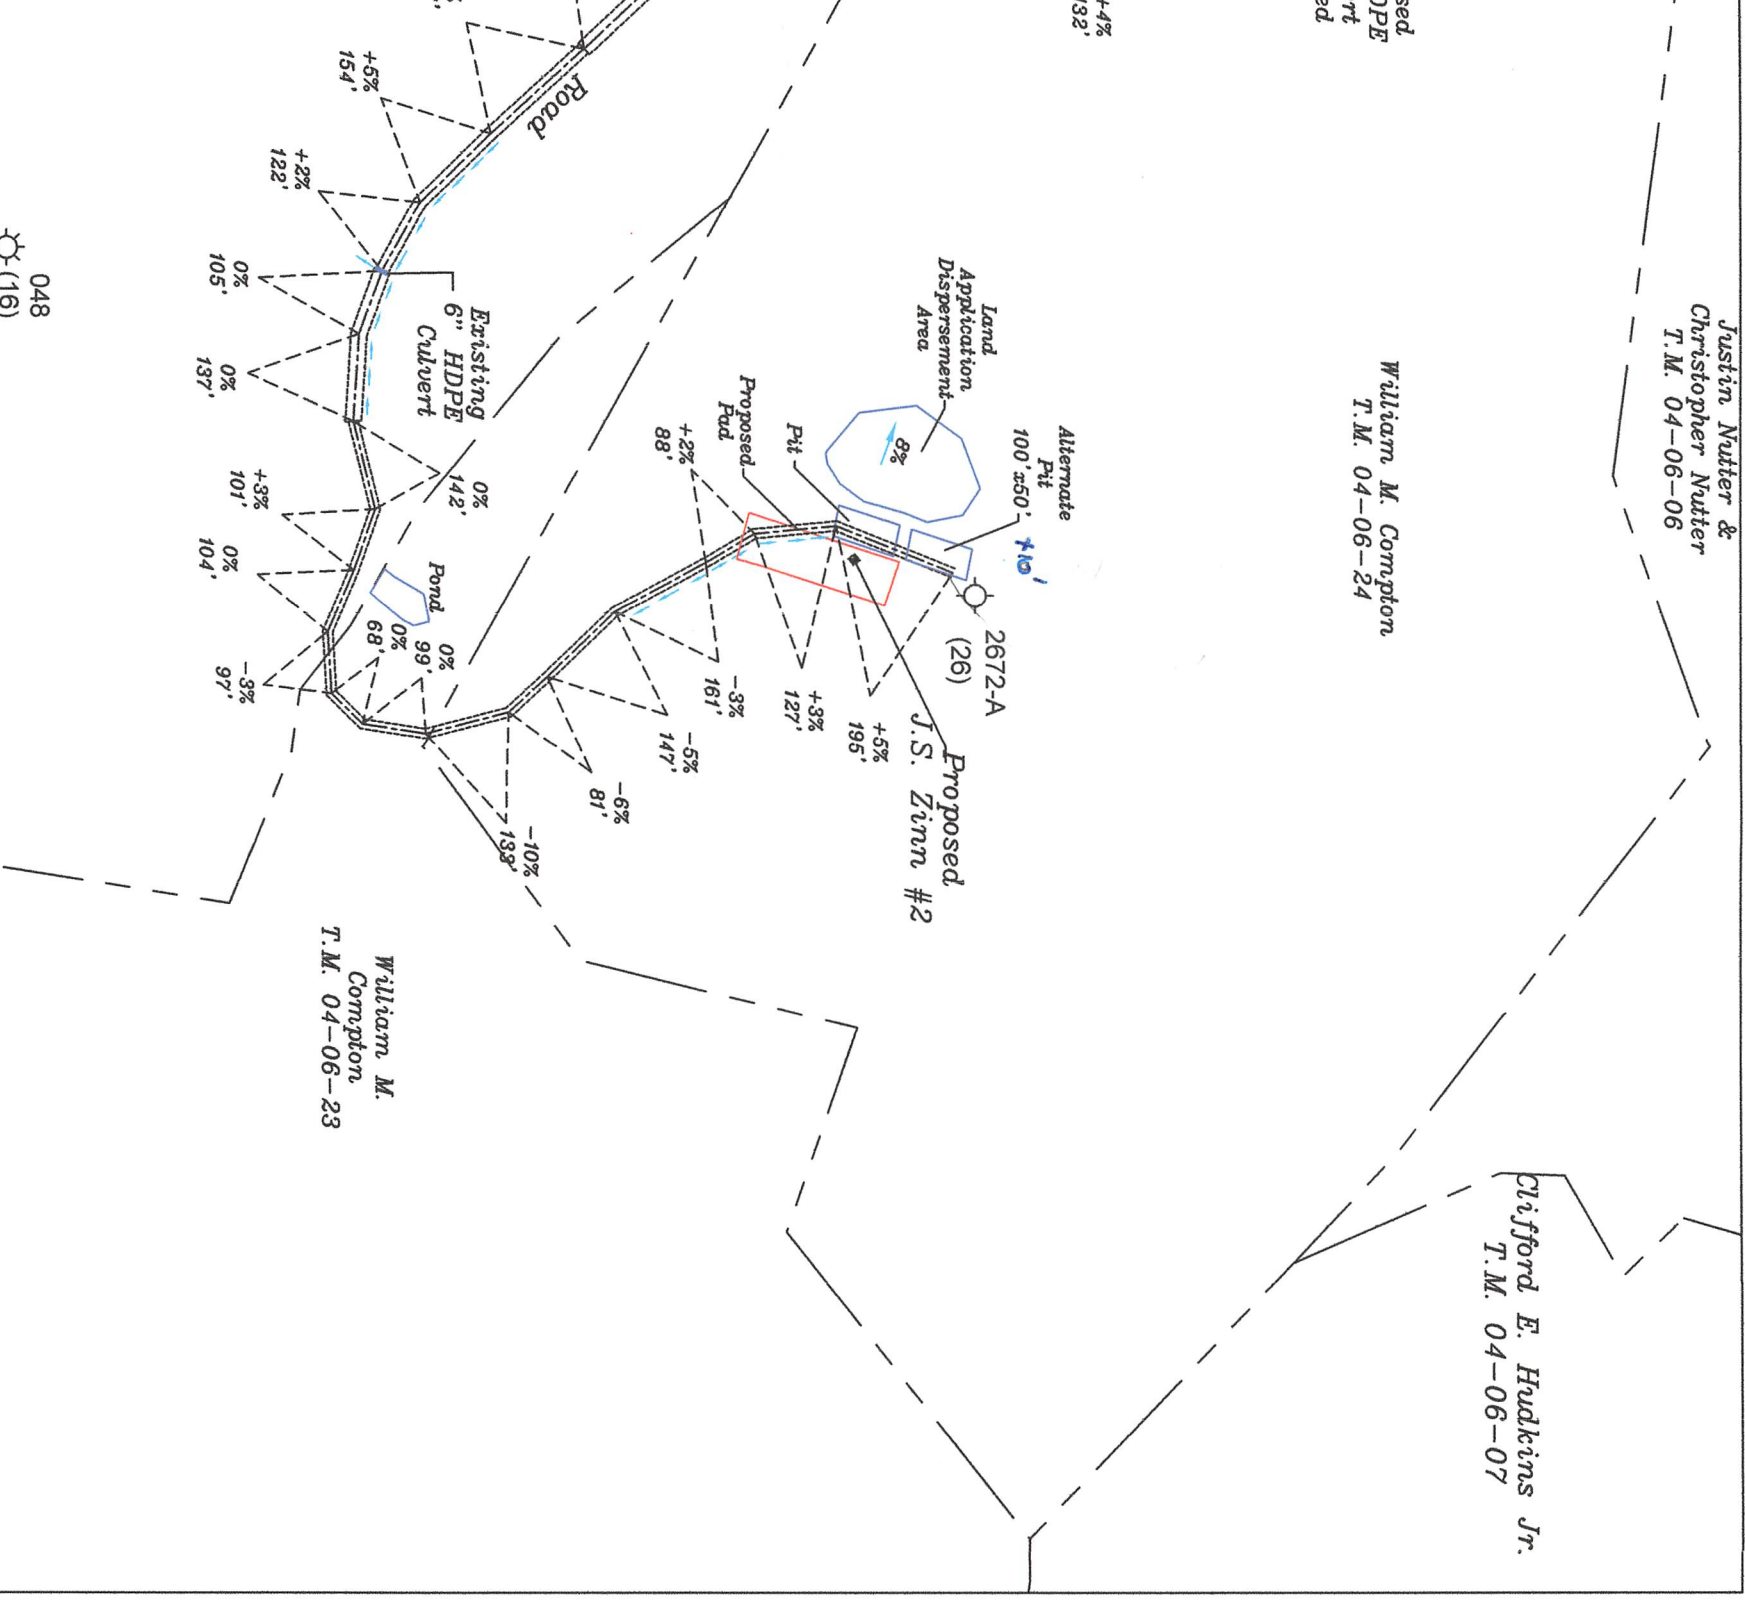 Justin Nutter &
Christopher Nutter
T.M. 04-06-06
William M. Compton
T.M. 04-06-24
Clifford E. Hudkins Jr.
T.M. 04-06-07
+4%
132'
Alternate
Pit
100'x50'
x10'
Land
Application
Dispersement
Area
8%
Pit
Proposed
Pad
2672-A
(26)
Proposed
J.S. Zinn #2
+5%
195'
+3%
127'
-3%
161'
+2%
88'
-5%
147'
-6%
81'
-10%
133'
Road
+5%
154'
+2%
122'
0%
105'
0%
137'
Existing
6" HDPE
Culvert
0%
142'
+3%
101'
0%
104'
Pond
0%
99'
0%
68'
-3%
97'
William M.
Compton
T.M. 04-06-23
048
(16)